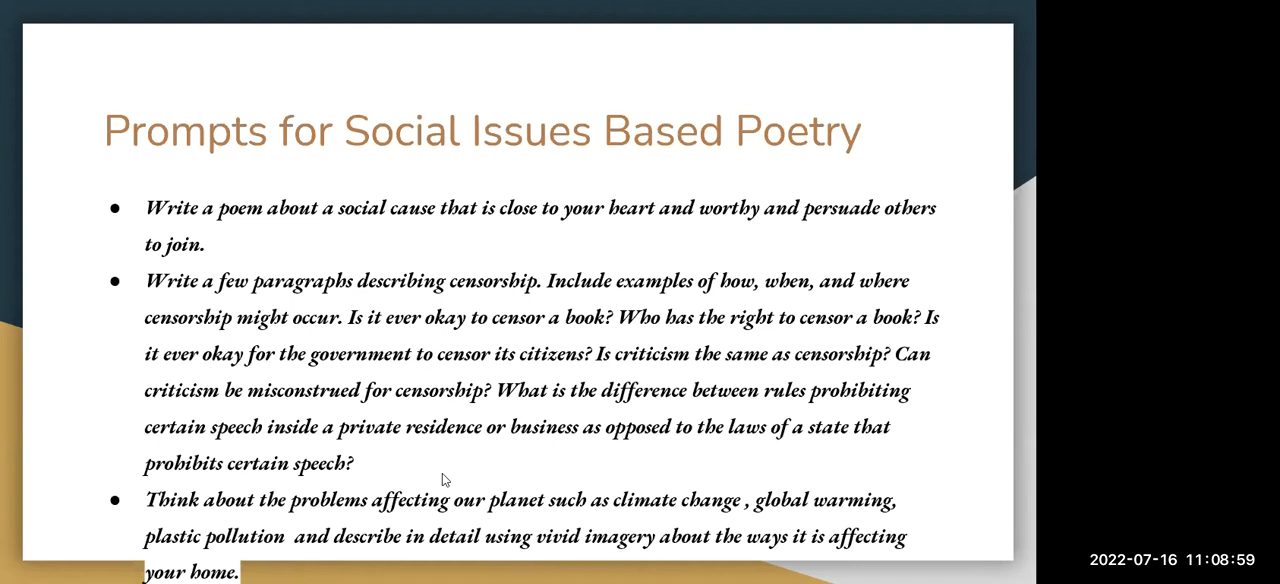 Prompts for Social Issues Based Poetry
● Write a poem about a social cause that is close to your heart and worthy and persuade others
to join.
● Write a few paragraphs describing censorship. Include examples of how, when, and where
censorship might occur. Is it ever okay to censor a book? Who has the right to censor a book? Is
it ever okay for the government to censor its citizens? Is criticism the same as censorship? Can
criticism be misconstrued for censorship? What is the difference between rules prohibiting
certain speech inside a private residence or business as opposed to the laws of a state that
prohibits certain speech?
● Think about the problems affecting our planet such as climate change , global warming,
plastic pollution  and describe in detail using vivid imagery about the ways it is affecting
your home.
2022-07-16 11:08:59